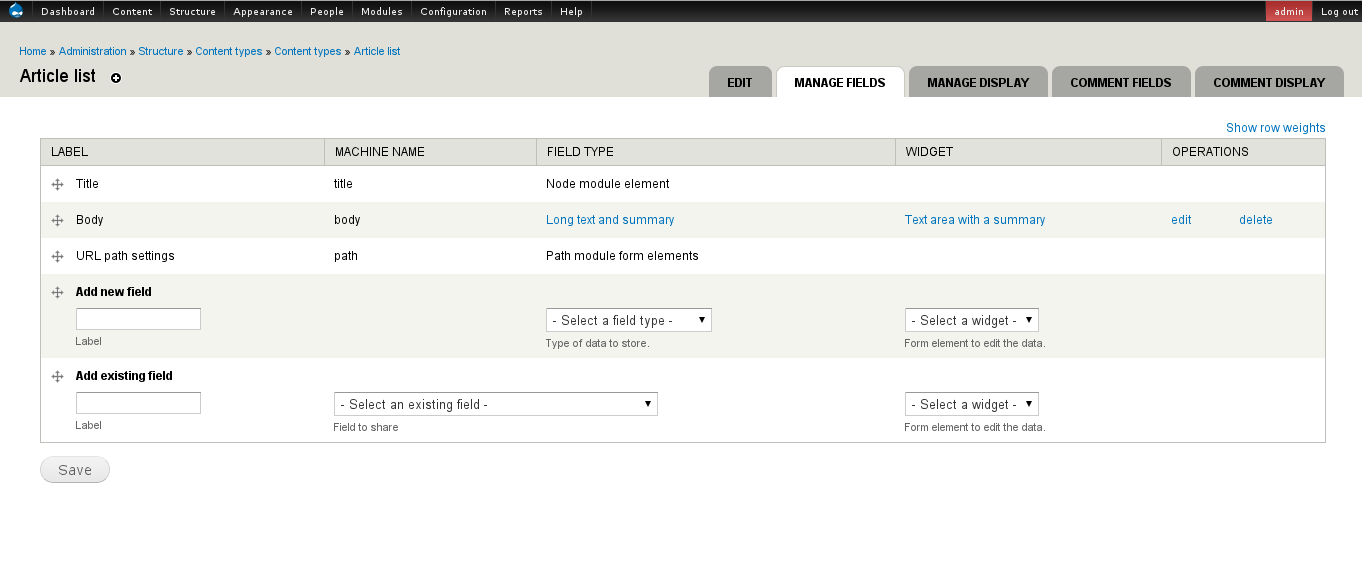 Dashboard Content Structure Appearance People Modules Configuration Reports Help admin Log out
Home » Administration » Structure » Content types » Content types » Article list
Article list
EDIT MANAGE FIELDS MANAGE DISPLAY COMMENT FIELDS COMMENT DISPLAY
Show row weights
LABEL MACHINE NAME FIELD TYPE WIDGET OPERATIONS
Title title Node module element
Body body Long text and summary Text area with a summary edit delete
URL path settings path Path module form elements
Add new field
- Select a field type - - Select a widget -
Label Type of data to store. Form element to edit the data.
Add existing field
- Select an existing field - - Select a widget -
Label Field to share Form element to edit the data.
Save